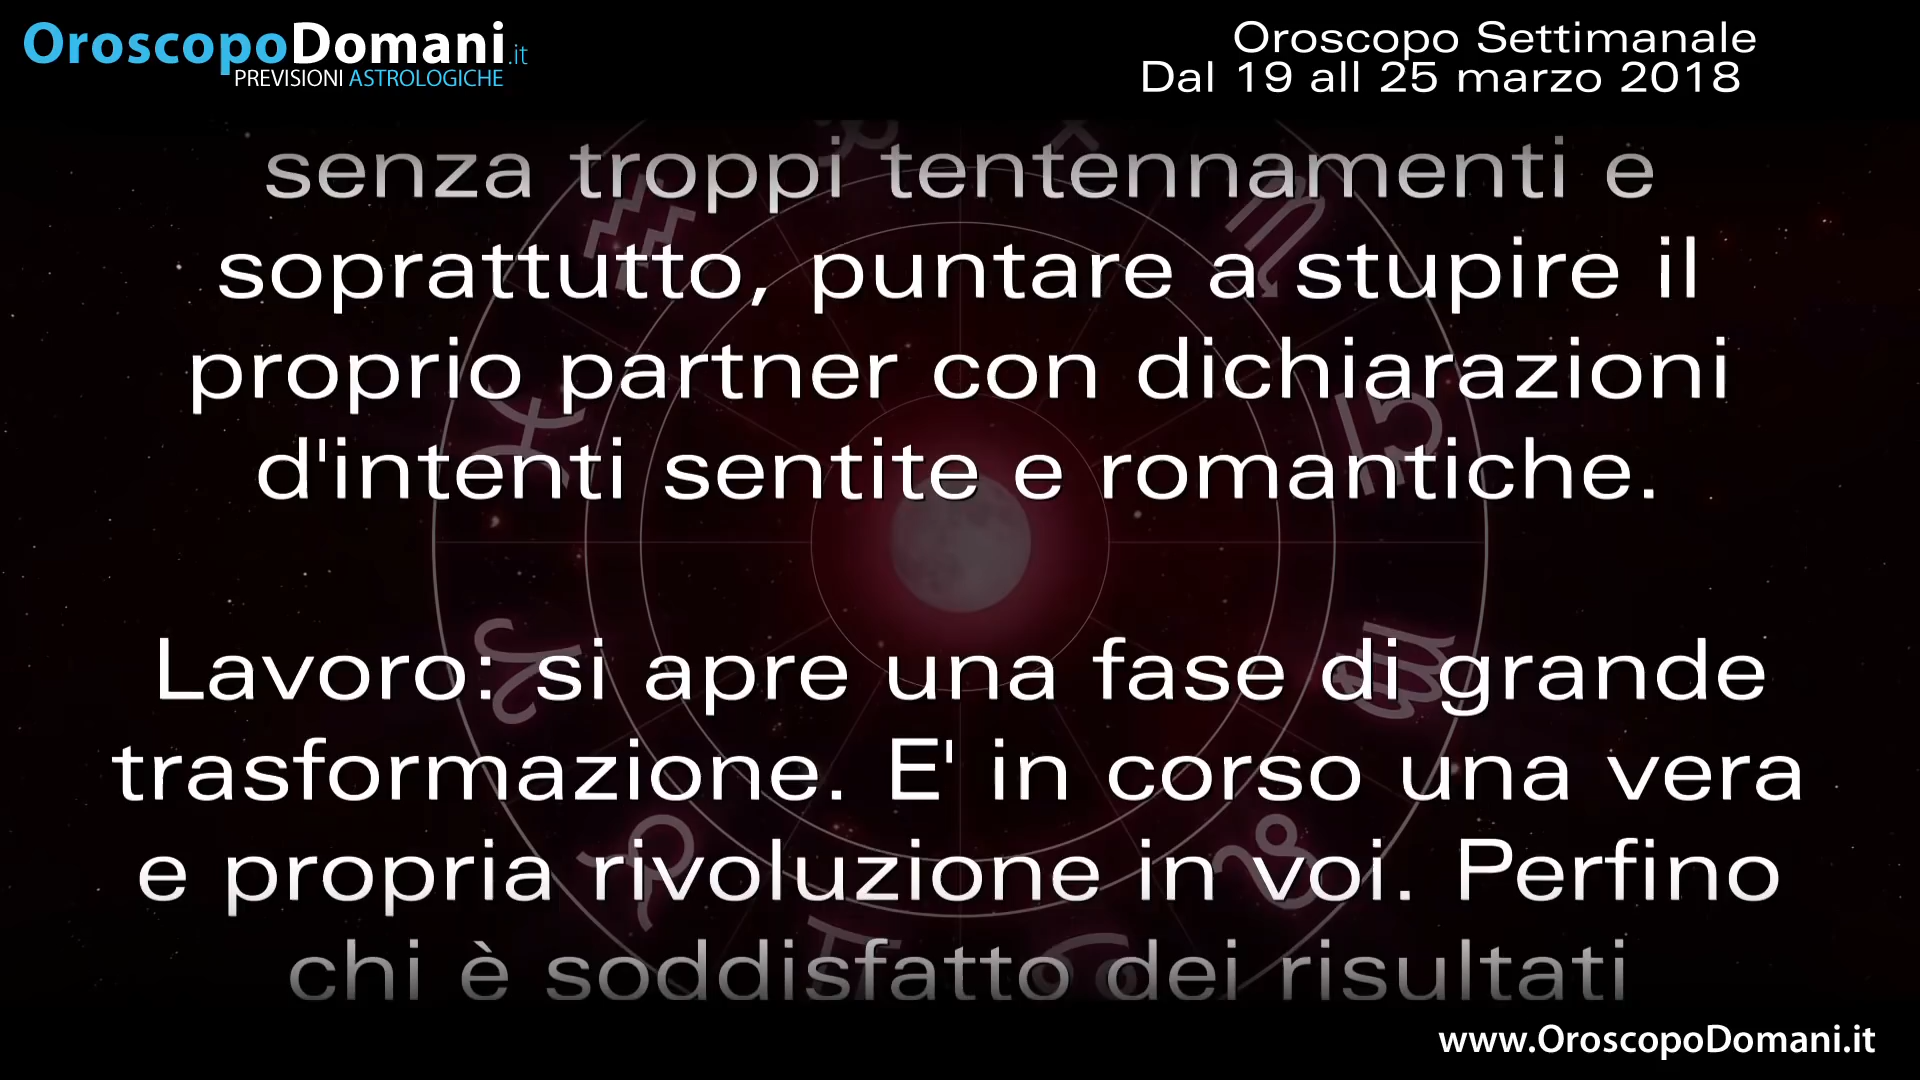 OroscopoDomani.it
PREVISIONI ASTROLOGICHE
Oroscopo Settimanale
Dal 19 all 25 marzo 2018
senza troppi tentennamenti e
soprattutto, puntare a stupire il
proprio partner con dichiarazioni
d'intenti sentite e romantiche.
Lavoro: si apre una fase di grande
trasformazione. E' in corso una vera
e propria rivoluzione in voi. Perfino
chi è soddisfatto dei risultati
www.OroscopoDomani.it